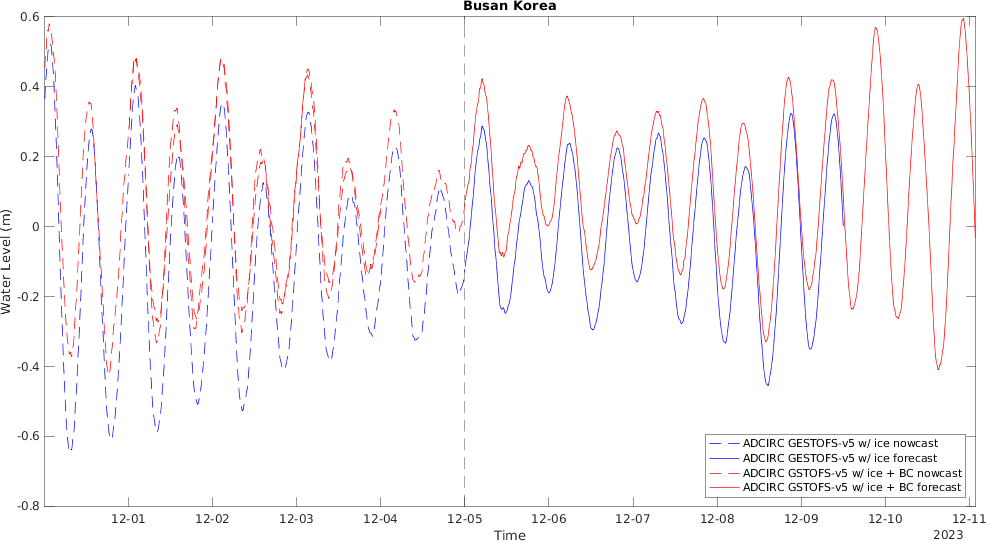 Busan Korea
0.6
0.4
0.2
0
-0.2
-0.4
-0.6
-0.8
Water Level (m)
ADCIRC GESTOFS-v5 w/ ice nowcast
ADCIRC GESTOFS-v5 w/ ice forecast
ADCIRC GSTOFS-v5 w/ ice + BC nowcast
ADCIRC GSTOFS-v5 w/ ice + BC forecast
12-01 12-02 12-03 12-04 12-05 12-06 12-07 12-08 12-09 12-10 12-11
Time
2023